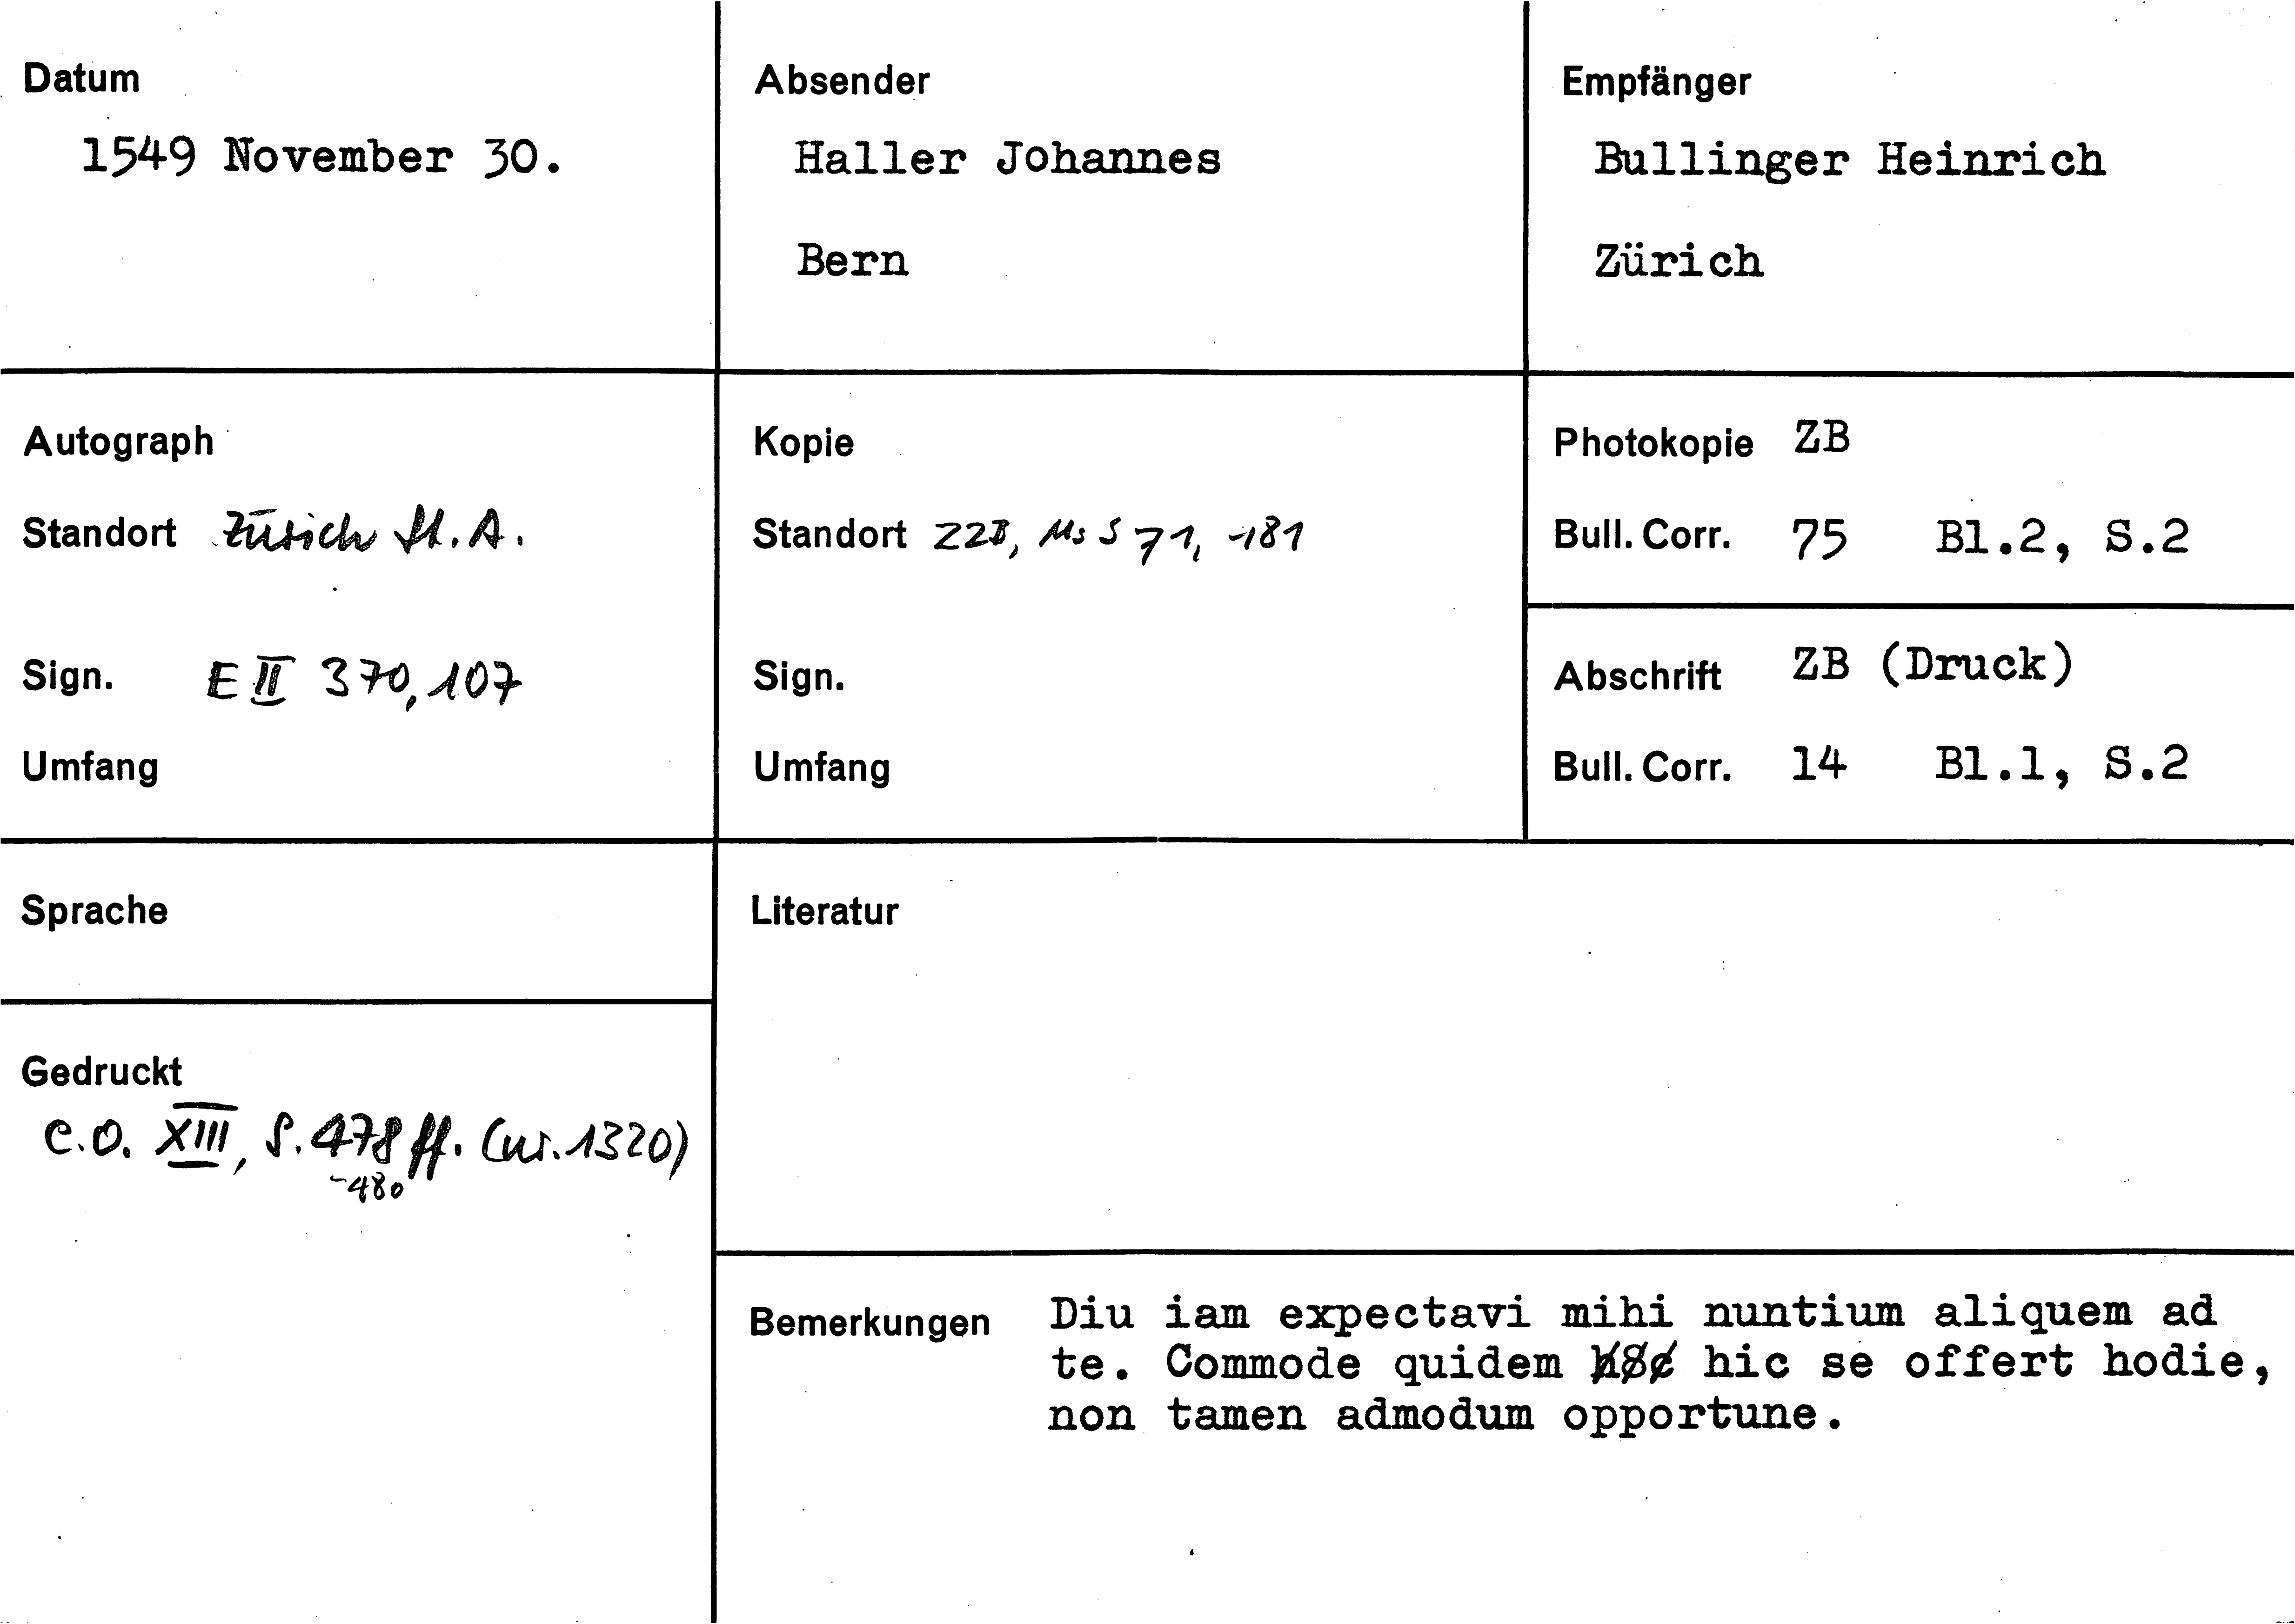 Datum
1549 November 30.
Absender
Haller Johannes
Bern
Empfänger
Bullinger Heinrich
Zürich
Autograph
Standort Zürich St. A.
Sign. E II 370, 107
Umfang
Kopie
Standort ZZB, Ms S 71, 181
Sign.
Umfang
Photokopie ZB
Bull. Corr. 75 Bl.2, S.2
Abschrift ZB (Druck)
Bull. Corr. 14 Bl.1, S.2
Sprache
Gedruckt
C.O. XIII, S. 478 ff. (nr. 1320)
-480
Literatur
Bemerkungen Diu iam expectavi mihi nuntium aliquem ad
te. Commode quidem hic se offert hodie,
non tamen admodum opportune.